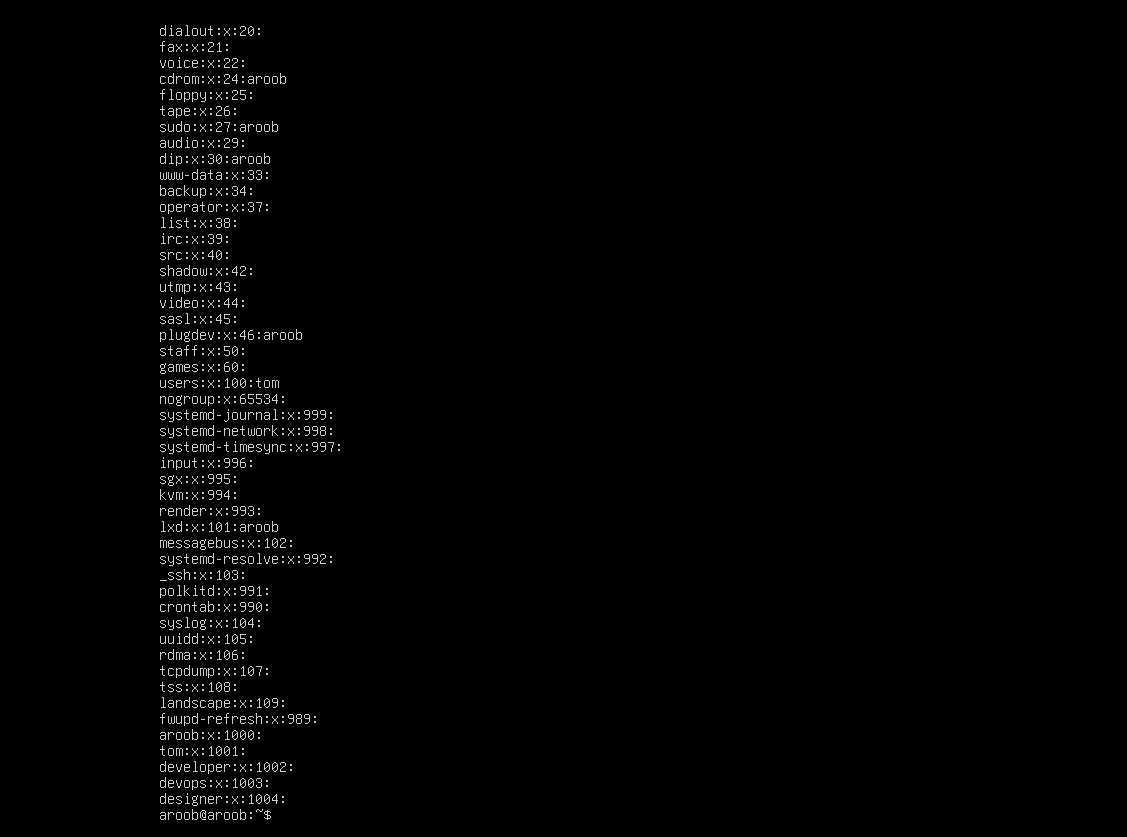 dialout:x:20:
fax:x:21:
voice:x:22:
cdrom:x:24:aroob
floppy:x:25:
tape:x:26:
sudo:x:27:aroob
audio:x:29:
dip:x:30:aroob
www-data:x:33:
backup:x:34:
operator:x:37:
list:x:38:
irc:x:39:
src:x:40:
shadow:x:42:
utmp:x:43:
video:x:44:
sasl:x:45:
plugdev:x:46:aroob
staff:x:50:
games:x:60:
users:x:100:tom
nogroup:x:65534:
systemd-journal:x:999:
systemd-network:x:998:
systemd-timesync:x:997:
input:x:996:
sgx:x:995:
kvm:x:994:
render:x:993:
lxd:x:101:aroob
messagebus:x:102:
systemd-resolve:x:992:
_ssh:x:103:
polkitd:x:991:
crontab:x:990:
syslog:x:104:
uuidd:x:105:
rdma:x:106:
tcpdump:x:107:
tss:x:108:
landscape:x:109:
fwupd-refresh:x:989:
aroob:x:1000:
tom:x:1001:
developer:x:1002:
devops:x:1003:
designer:x:1004:
aroob@aroob:~$